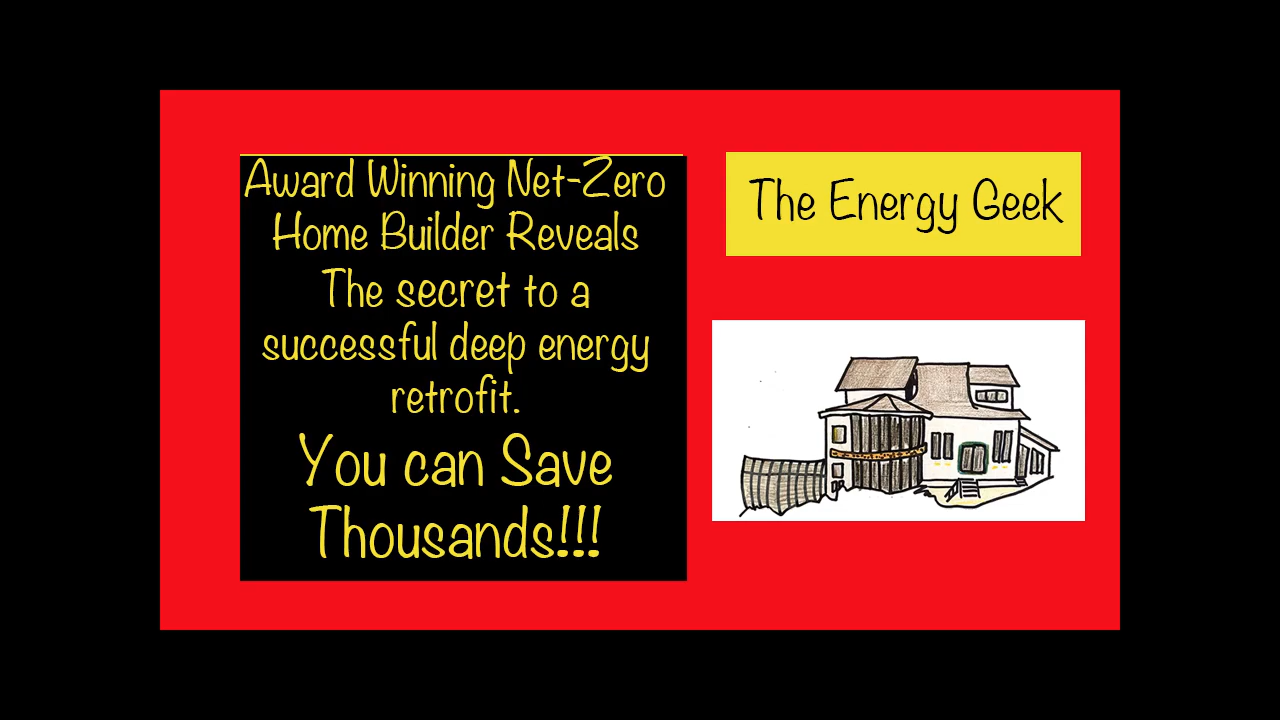 Award Winning Net-Zero
Home Builder Reveals
The secret to a
successful deep energy
retrofit.
You can Save
Thousands!!!
The Energy Geek